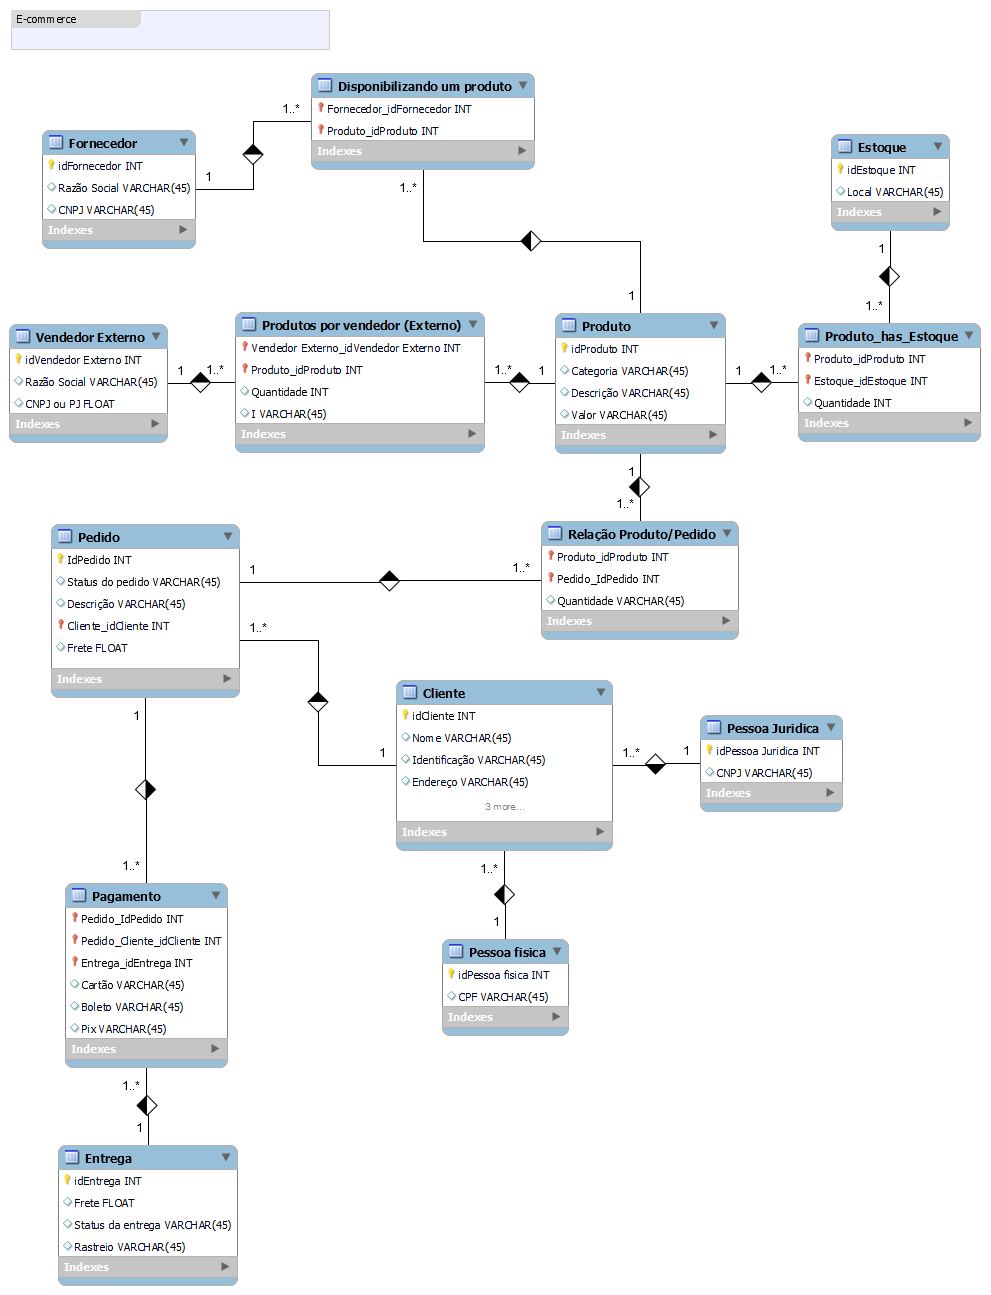 E-commerce
Disponibilizando um produto
Fornecedor_idFornecedor INT
Produto_idProduto INT
Indexes
1..*
1..*
Fornecedor
idFornecedor INT
Razão Social VARCHAR(45)
CNPJ VARCHAR(45)
Indexes
1
Estoque
idEstoque INT
Local VARCHAR(45)
Indexes
1
1..*
1
Vendedor Externo
idVendedor Externo INT
Razão Social VARCHAR(45)
CNPJ ou PJ FLOAT
Indexes
1
1..*
Produtos por vendedor (Externo)
Vendedor Externo_idVendedor Externo INT
Produto_idProduto INT
Quantidade INT
I VARCHAR(45)
Indexes
1..*
1
Produto
idProduto INT
Categoria VARCHAR(45)
Descrição VARCHAR(45)
Valor VARCHAR(45)
Indexes
1
1..*
Produto_has_Estoque
Produto_idProduto INT
Estoque_idEstoque INT
Quantidade INT
Indexes
1
1..*
Pedido
IdPedido INT
Status do pedido VARCHAR(45)
Descrição VARCHAR(45)
Cliente_idCliente INT
Frete FLOAT
Indexes
1
1..*
Relação Produto/Pedido
Produto_idProduto INT
Pedido_IdPedido INT
Quantidade VARCHAR(45)
Indexes
1..*
1
Cliente
idCliente INT
Nome VARCHAR(45)
Identificação VARCHAR(45)
Endereço VARCHAR(45)
3 more...
Indexes
1..*
1
Pessoa Juridica
idPessoa Juridica INT
CNPJ VARCHAR(45)
Indexes
1
1..*
Pagamento
Pedido_IdPedido INT
Pedido_Cliente_idCliente INT
Entrega_idEntrega INT
Cartão VARCHAR(45)
Boleto VARCHAR(45)
Pix VARCHAR(45)
Indexes
1..*
1
Pessoa fisica
idPessoa fisica INT
CPF VARCHAR(45)
Indexes
1..*
1
Entrega
idEntrega INT
Frete FLOAT
Status da entrega VARCHAR(45)
Rastreio VARCHAR(45)
Indexes